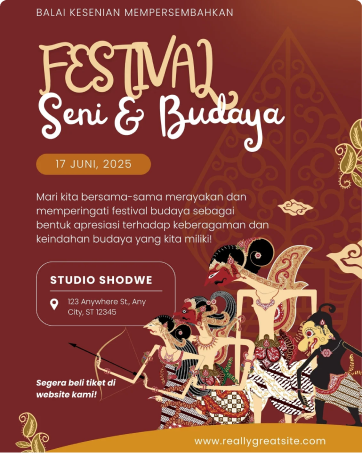 BALAI KESENIAN MEMPERSEMBAHKAN
FESTIVAL
Seni & Budaya
17 JUNI, 2025
Mari kita bersama-sama merayakan dan
memperingati festival budaya sebagai
bentuk apresiasi terhadap keberagaman dan
keindahan budaya yang kita miliki!
STUDIO SHODWE
123 Anywhere St., Any
City, ST 12345
Segera beli tiket di
website kami!
www.reallygreatsite.com